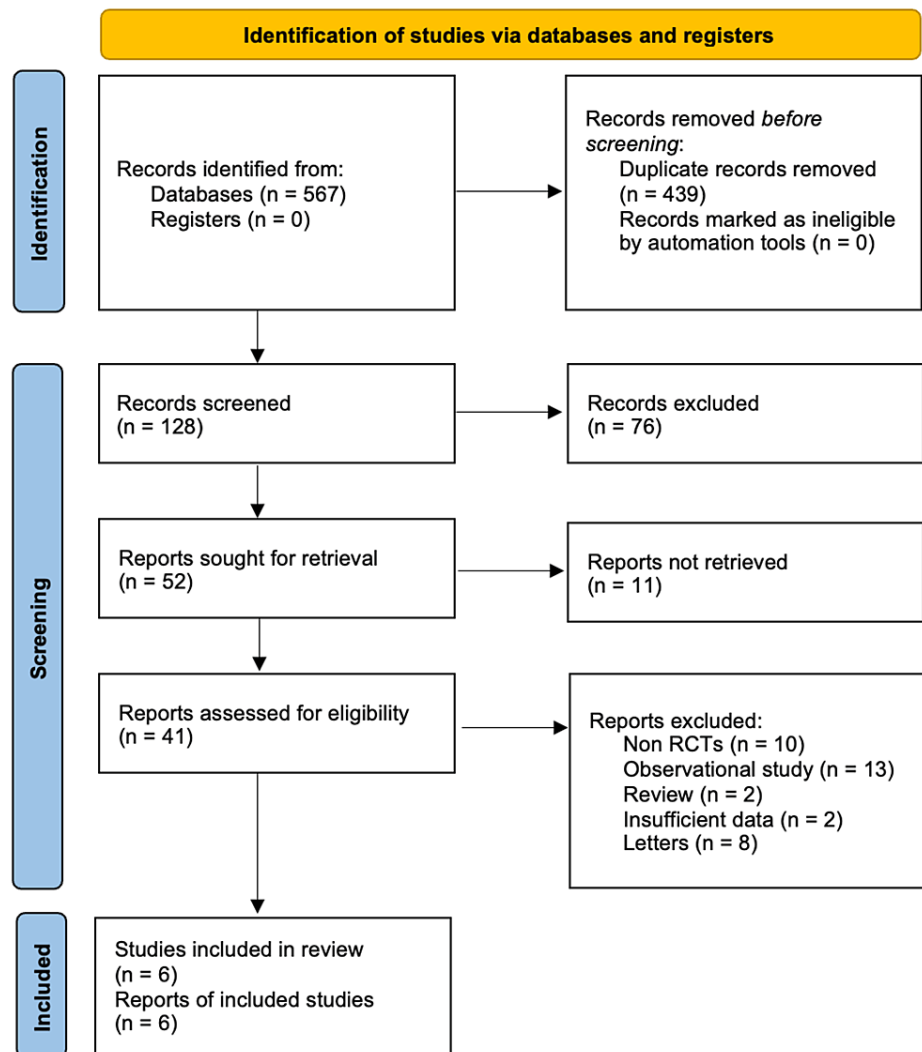 Identification of studies via databases and registers
Identification
Records identified from:
Databases (n = 567)
Registers (n = 0)
Records removed before
screening:
Duplicate records removed
(n = 439)
Records marked as ineligible
by automation tools (n = 0)
Screening
Records screened
(n = 128)
Records excluded
(n = 76)
Reports sought for retrieval
(n = 52)
Reports not retrieved
(n = 11)
Reports assessed for eligibility
(n = 41)
Reports excluded:
Non RCTs (n = 10)
Observational study (n = 13)
Review (n = 2)
Insufficient data (n = 2)
Letters (n = 8)
Included
Studies included in review
(n = 6)
Reports of included studies
(n = 6)